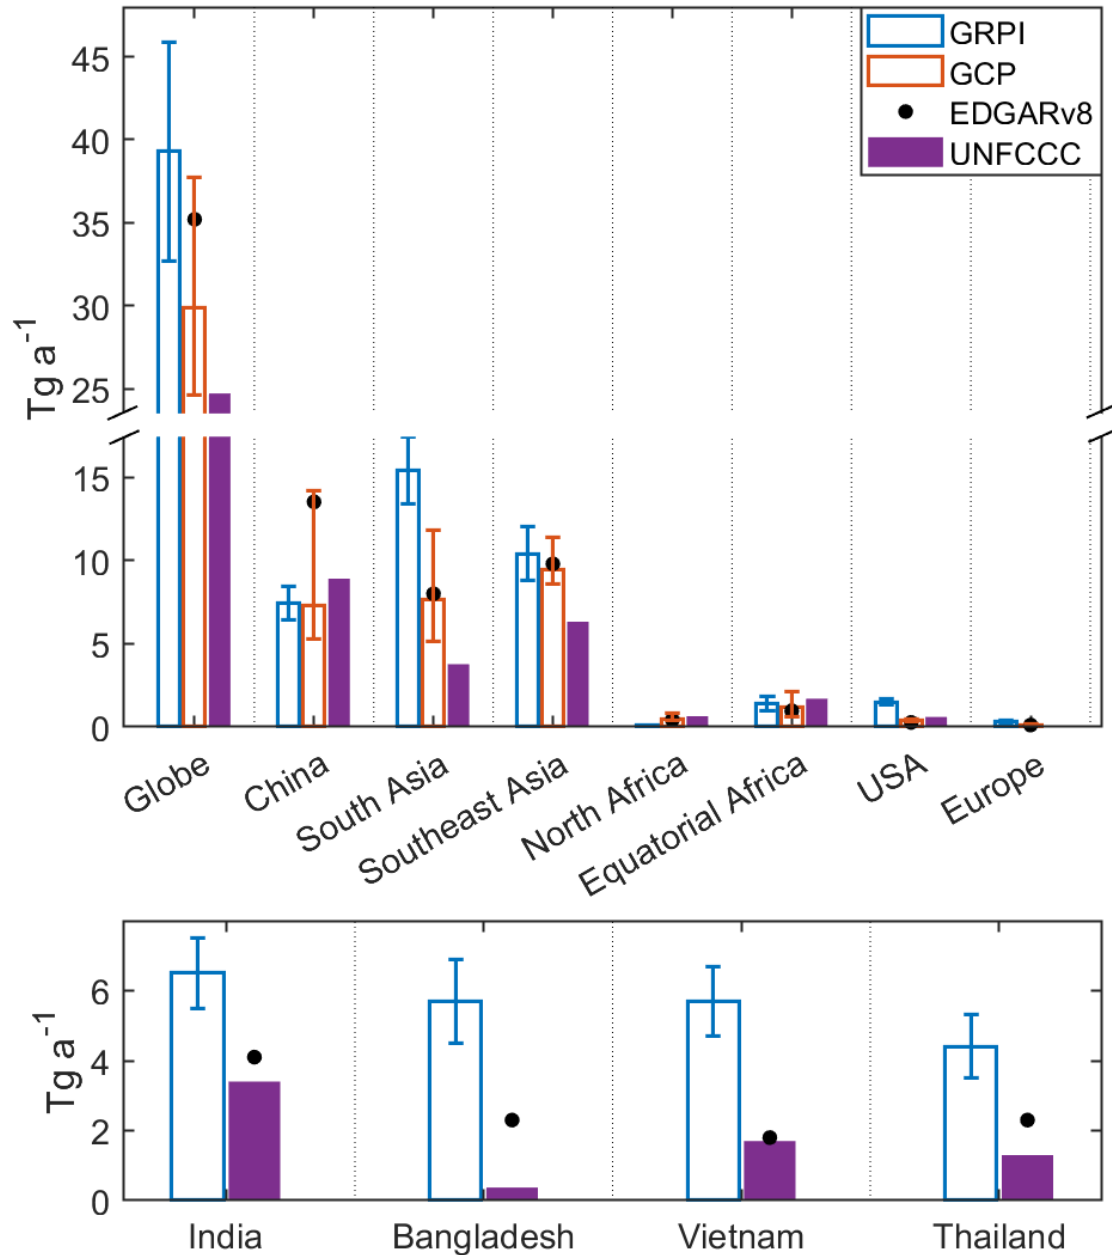 GRPI
GCP
EDGARv8
UNFCCC
Tg a⁻¹
45
40
35
30
25
15
10
5
0
Globe
China
South Asia
Southeast Asia
North Africa
Equatorial Africa
USA
Europe
Tg a⁻¹
6
4
2
0
India
Bangladesh
Vietnam
Thailand